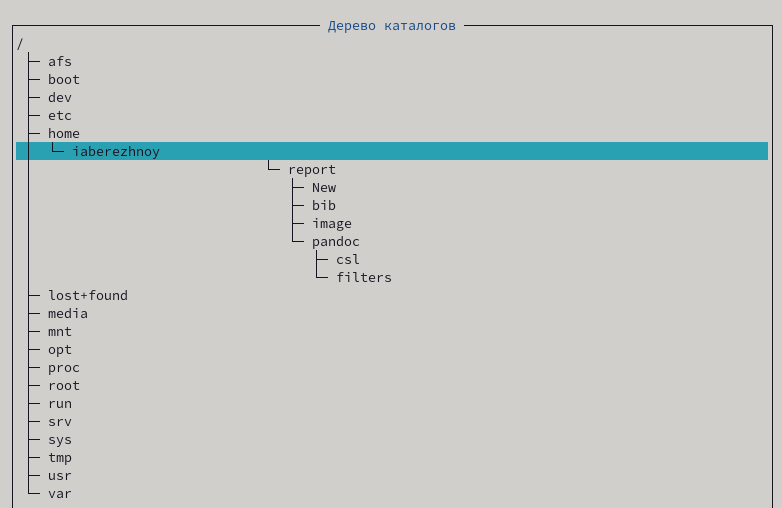 Дерево каталогов
/
afs
boot
dev
etc
home
iaberezhnoy
report
New
bib
image
pandoc
csl
filters
lost+found
media
mnt
opt
proc
root
run
srv
sys
tmp
usr
var